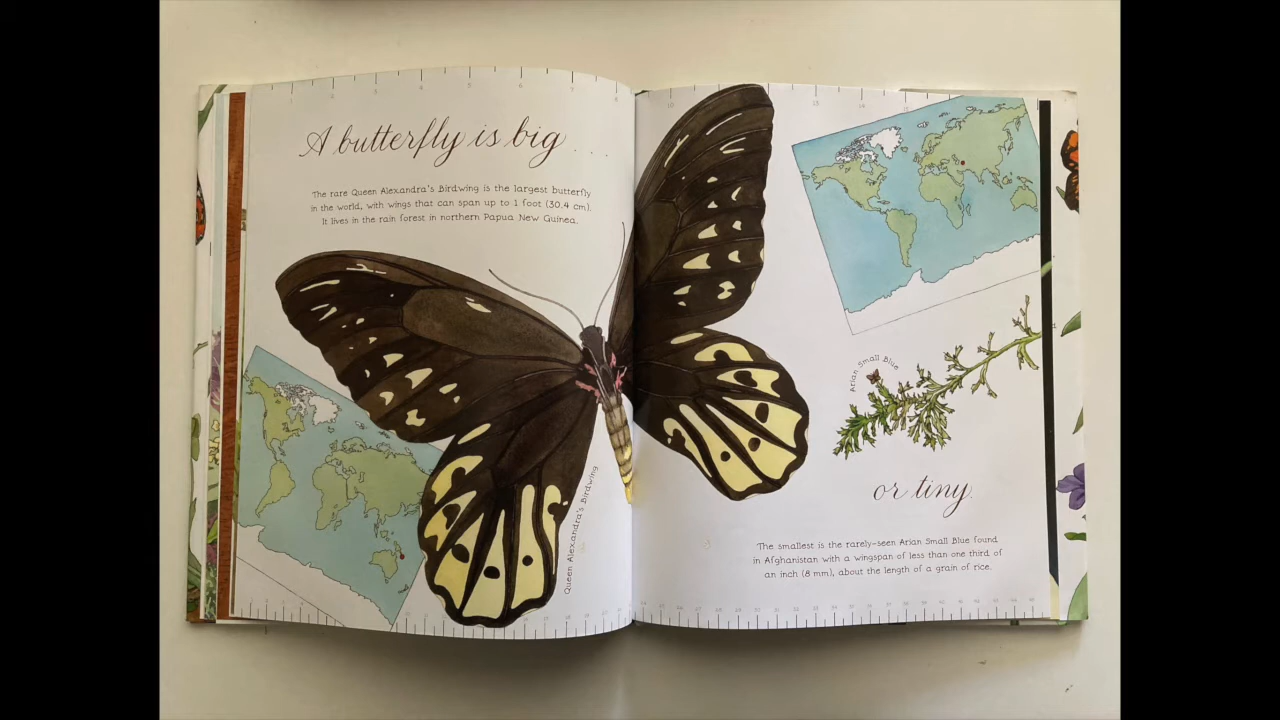 A butterfly is big . . . .
The rare Queen Alexandra's Birdwing is the largest butterfly
in the world, with wings that can span up to 1 foot (30.4 cm).
It lives in the rain forest in northern Papua New Guinea.
Queen Alexandra's Birdwing
Arian Small Blue
or tiny.
The smallest is the rarely-seen Arian Small Blue found
in Afghanistan with a wingspan of less than one third of
an inch (8 mm), about the length of a grain of rice.